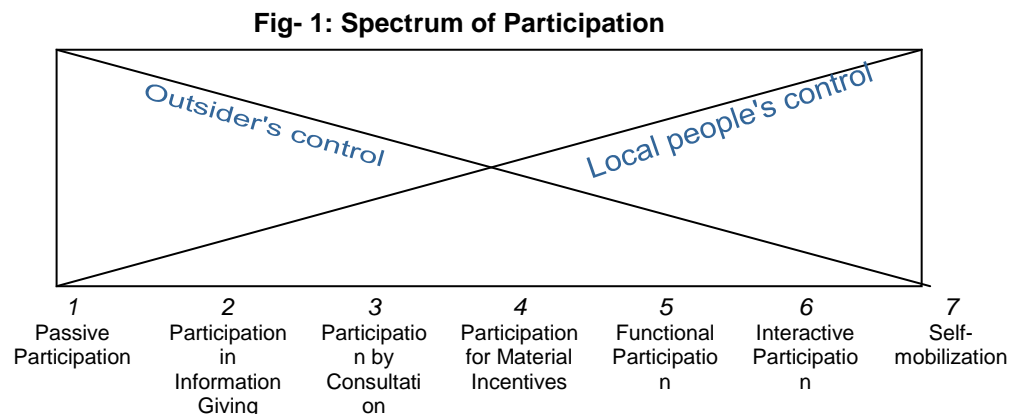 Fig- 1: Spectrum of Participation
Outsider's control
Local people's control
1
Passive
Participation
2
Participation
in
Information
Giving
3
Participatio
n by
Consultati
on
4
Participation
for Material
Incentives
5
Functional
Participatio
n
6
Interactive
Participatio
n
7
Self-
mobilization